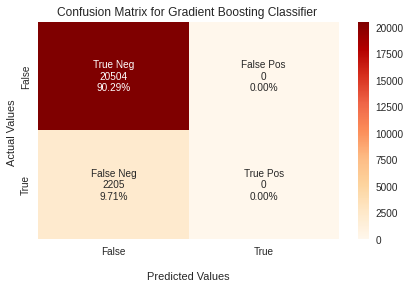 Confusion Matrix for Gradient Boosting Classifier
True Neg
20504
90.29%
False Pos
0
0.00%
False Neg
2205
9.71%
True Pos
0
0.00%
Actual Values
False
True
False
True
Predicted Values
20000
17500
15000
12500
10000
7500
5000
2500
0